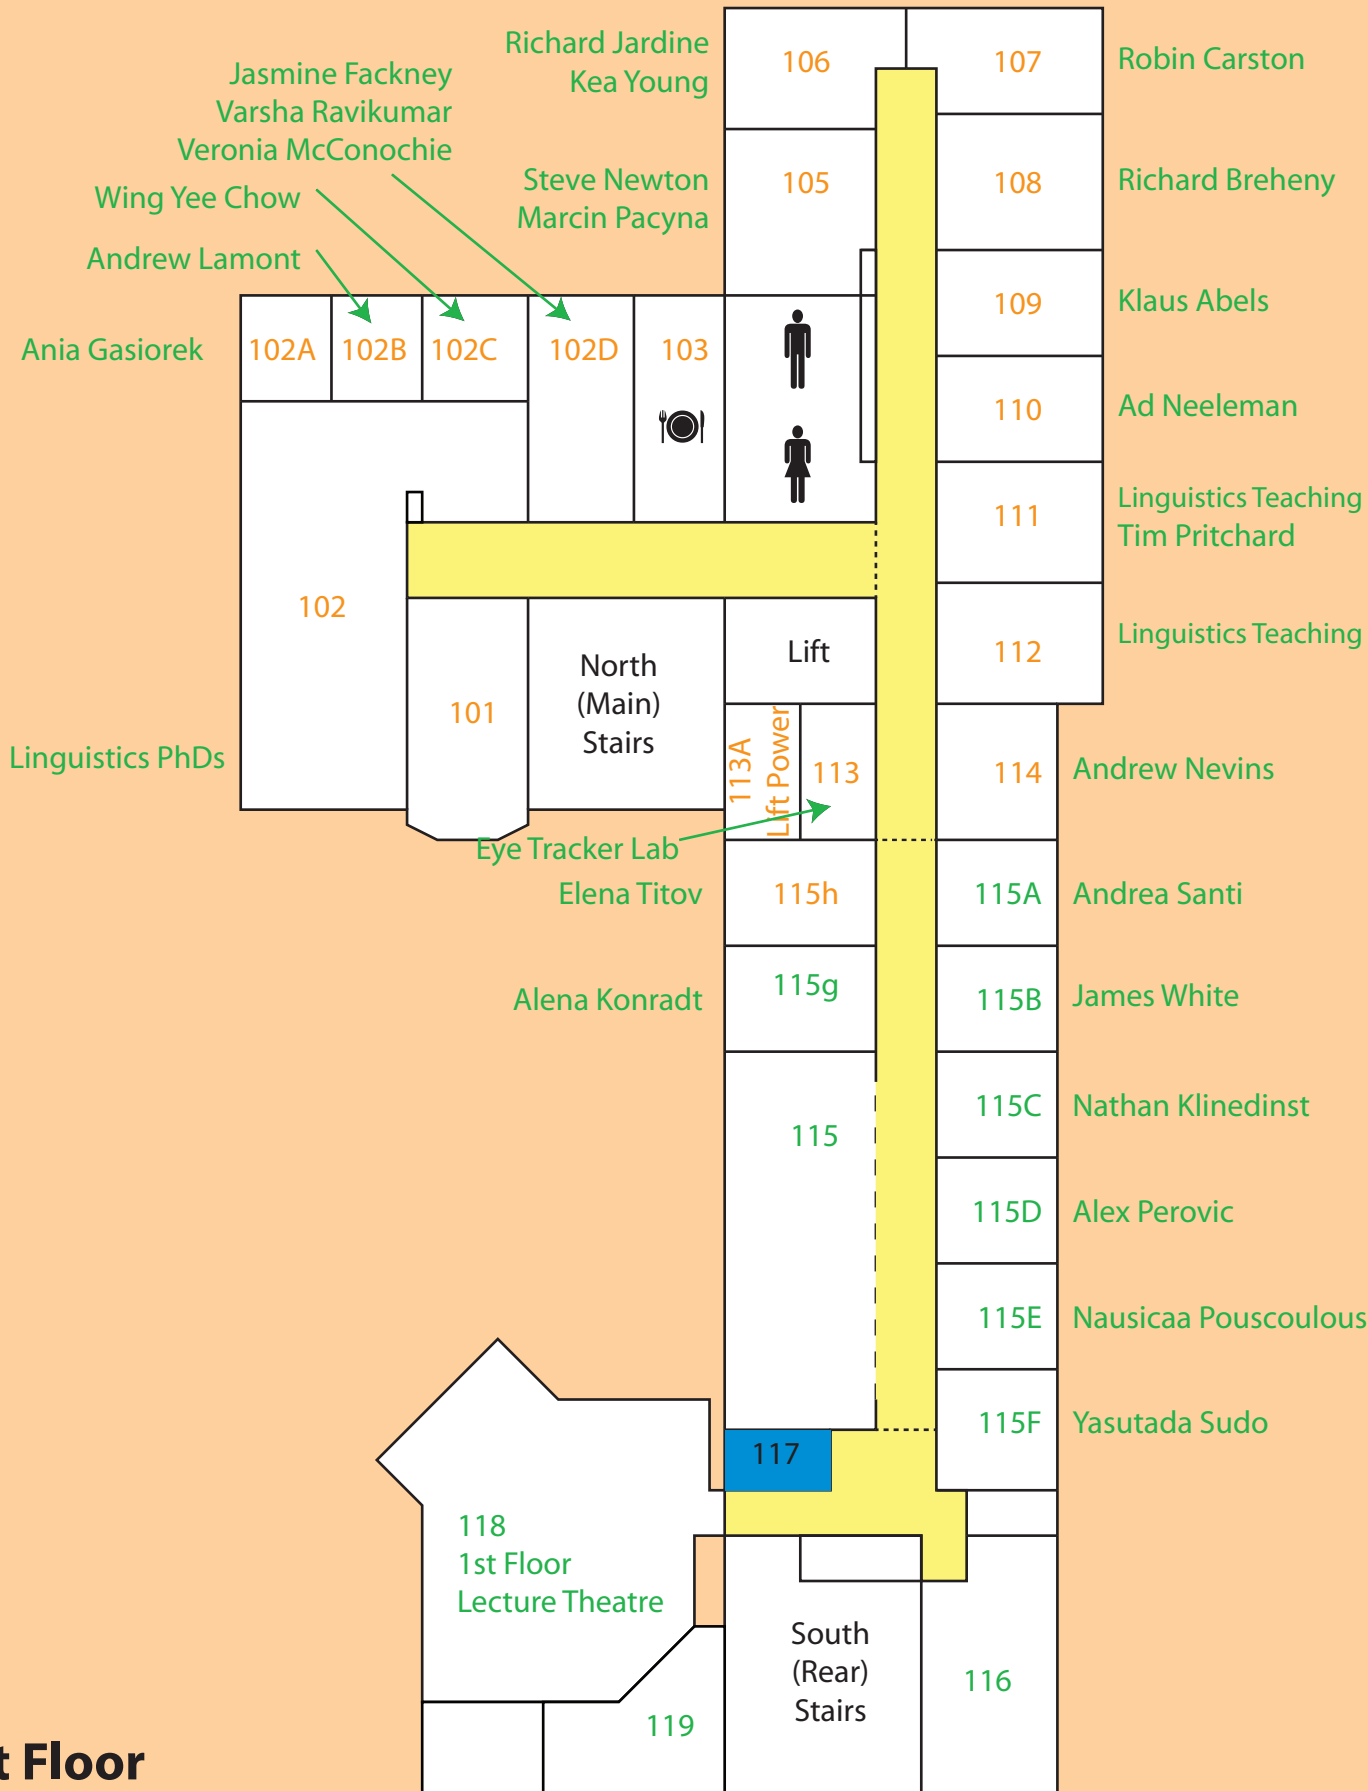 Richard Jardine
Kea Young
106
107
Robin Carston
Jasmine Fackney
Varsha Ravikumar
Veronia McConochie
Wing Yee Chow
Andrew Lamont
Steve Newton
Marcin Pacyna
105
108
Richard Breheny
109
Klaus Abels
Ania Gasiorek
102A
102B
102C
102D
103
110
Ad Neeleman
111
Linguistics Teaching
Tim Pritchard
102
112
Linguistics Teaching
Lift
North
(Main)
Stairs
101
Linguistics PhDs
113A
Lift Power
113
114
Andrew Nevins
Eye Tracker Lab
Elena Titov
115h
115A
Andrea Santi
Alena Konradt
115g
115B
James White
115C
Nathan Klinedinst
115
115D
Alex Perovic
115E
Nausicaa Pouscoulous
115F
Yasutada Sudo
117
118
1st Floor
Lecture Theatre
South
(Rear)
Stairs
116
119
t Floor